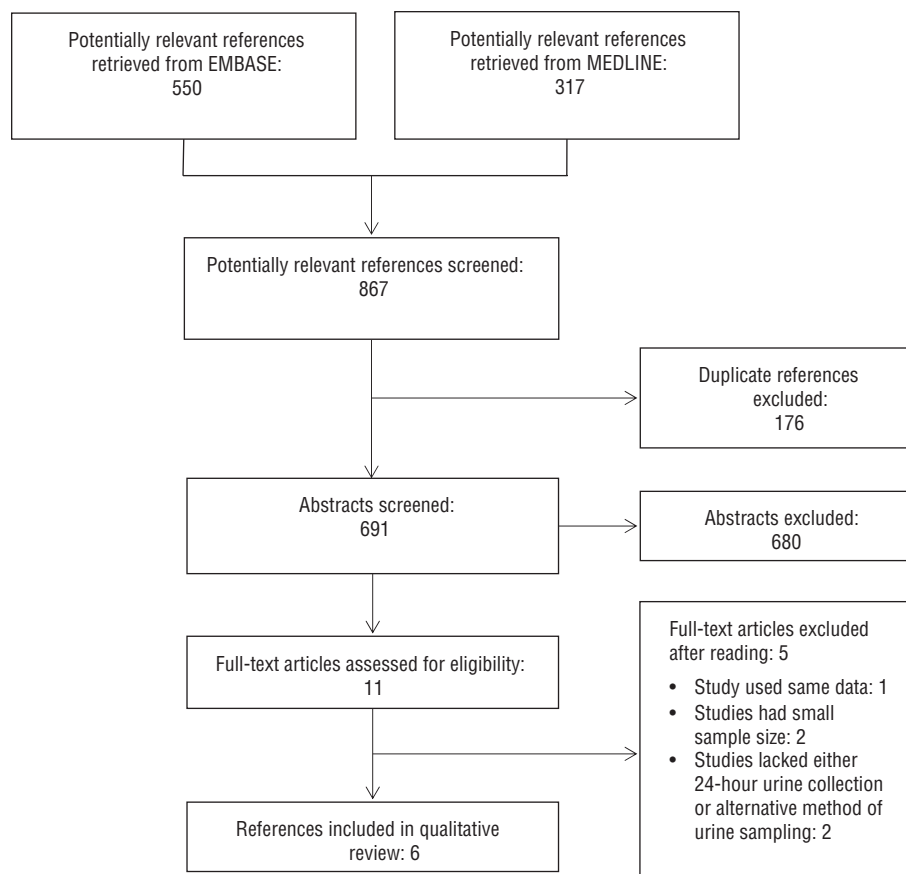 Potentially relevant references
retrieved from EMBASE:
550
Potentially relevant references
retrieved from MEDLINE:
317
Potentially relevant references screened:
867
Duplicate references
excluded:
176
Abstracts screened:
691
Abstracts excluded:
680
Full-text articles assessed for eligibility:
11
Full-text articles excluded
after reading: 5
• Study used same data: 1
• Studies had small
sample size: 2
• Studies lacked either
24-hour urine collection
or alternative method of
urine sampling: 2
References included in qualitative
review: 6